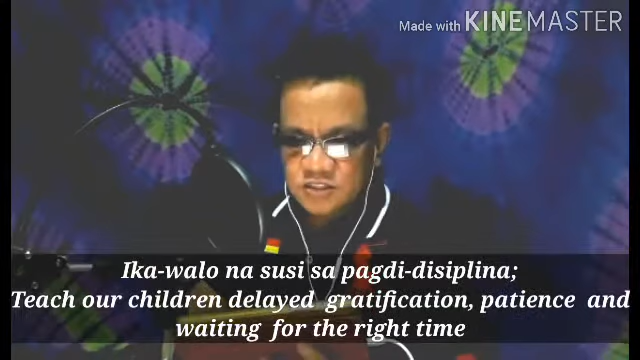 Made with KINEMASTER
Ika-walo na susi sa pagdi-disiplina;
Teach our children delayed gratification, patience and
waiting for the right time